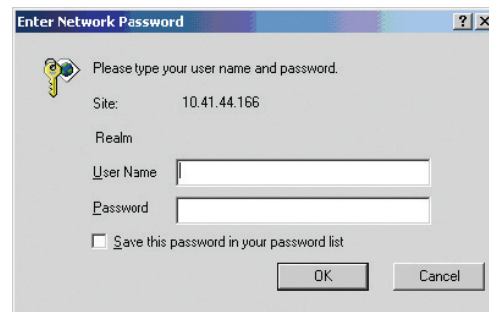 Enter Network Password
Please type your user name and password.
Site: 10.41.44.166
Realm
User Name
Password
Save this password in your password list
OK Cancel